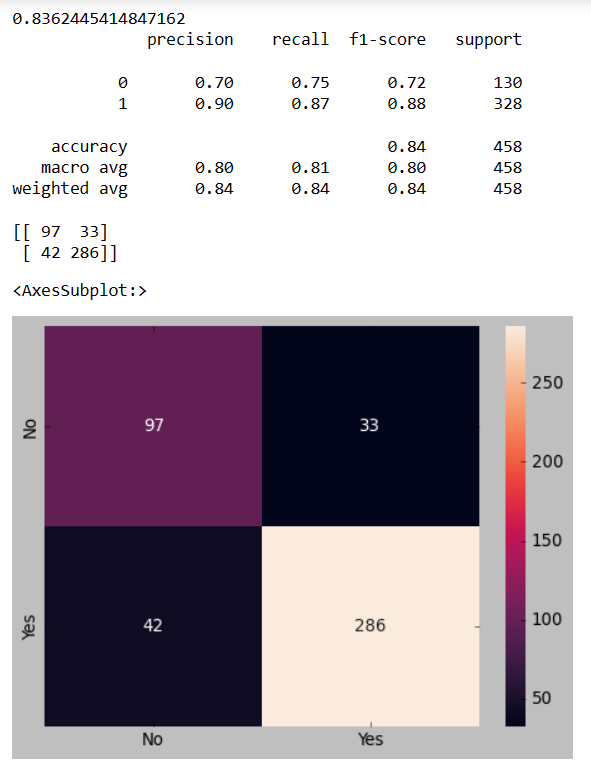 0.8362445414847162
precision recall f1-score support
0 0.70 0.75 0.72 130
1 0.90 0.87 0.88 328
accuracy 0.84 458
macro avg 0.80 0.81 0.80 458
weighted avg 0.84 0.84 0.84 458
[[ 97 33]
[ 42 286]]
<AxesSubplot:>
250
No 97 33
200
150
100
Yes 42 286
50
No Yes